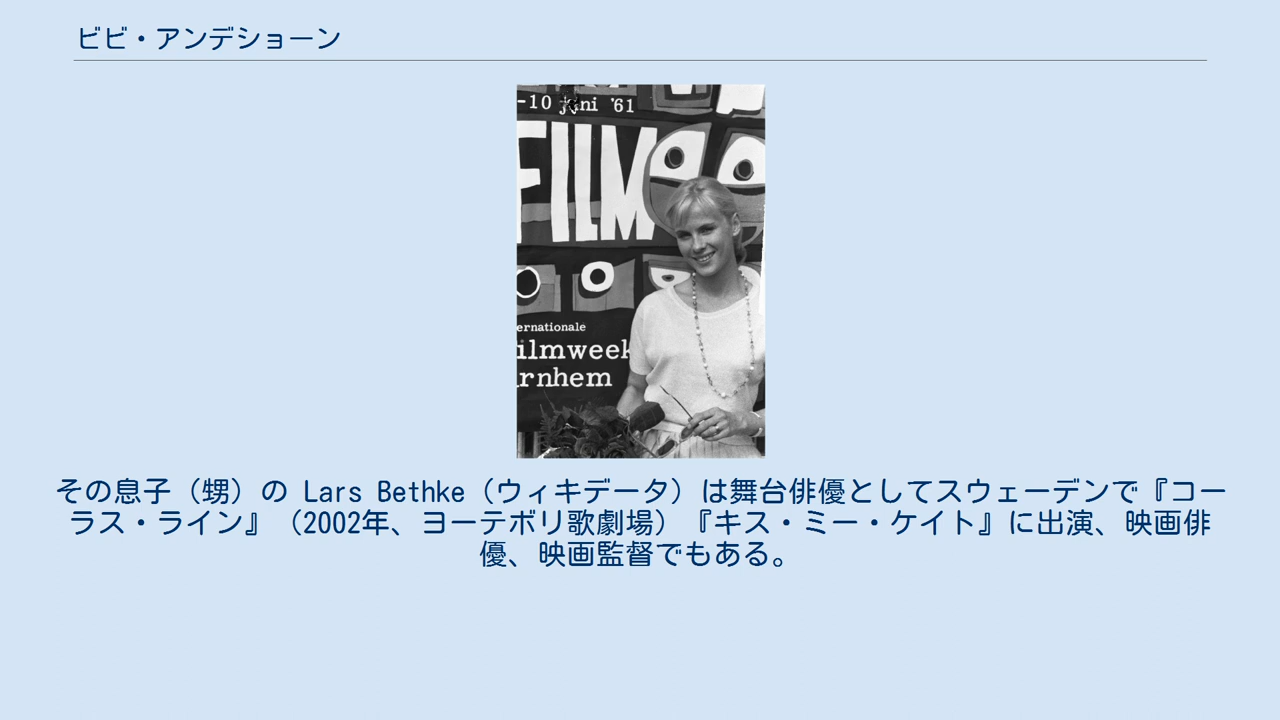 ビビ・アンデショーン
-10 juni '61
FILM
ernationale
ilmweek
rnhem
その息子（甥）の Lars Bethke（ウィキデータ）は舞台俳優としてスウェーデンで『コー
ラス・ライン』（2002年、ヨーテボリ歌劇場）『キス・ミー・ケイト』に出演、映画俳
優、映画監督でもある。